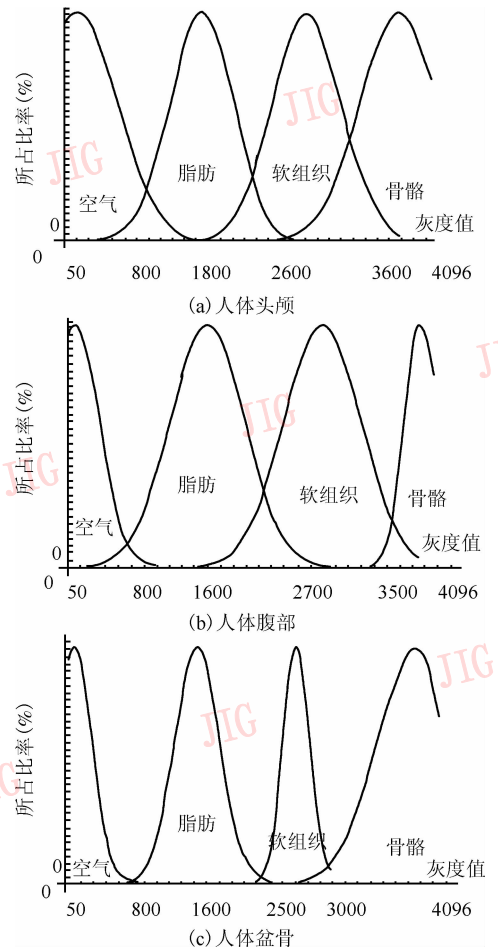 所占比率(%)
JIG
JIG
空气
脂肪
软组织
骨骼
灰度值
0
0
50 800 1800 2600 3600 4096
(a)人体头颅
JIG
所占比率(%)
JIG
JIG
空气
脂肪
软组织
骨骼
灰度值
0
0
50 800 1600 2700 3500 4096
(b)人体腹部
所占比率(%)
JIG
JIG
空气
脂肪
软组织
骨骼
灰度值
0
0
50 800 1600 2500 3000 4096
(c)人体盆骨